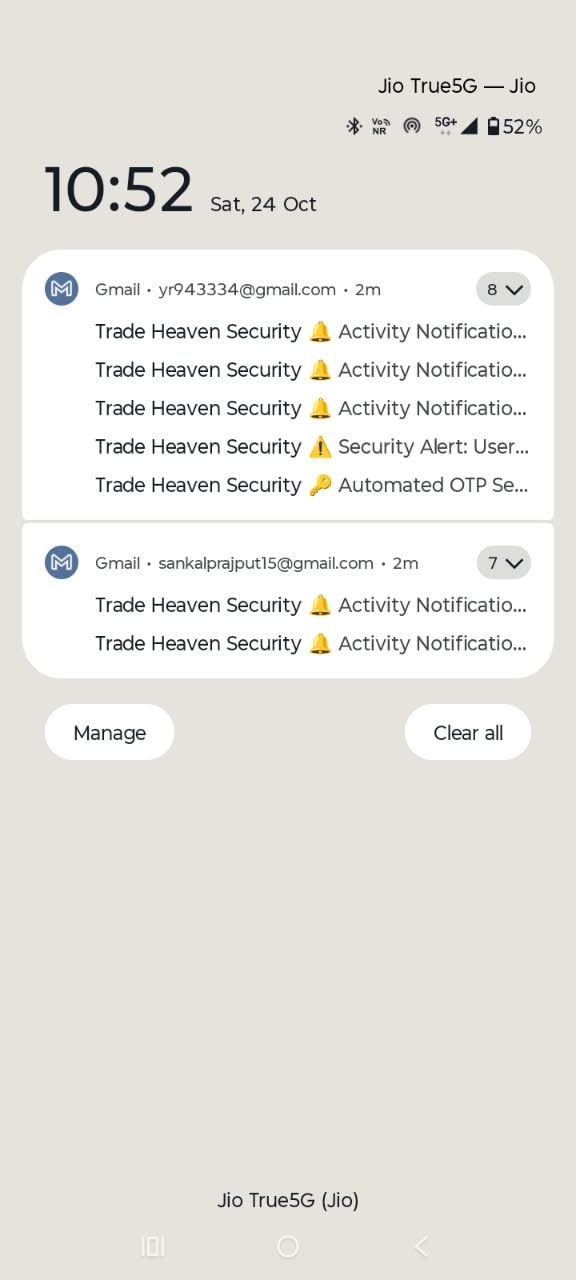 Jio True5G — Jio
Vo NR 5G+ 52%
10:52 Sat, 24 Oct
Gmail • yr943334@gmail.com • 2m 8
Trade Heaven Security 🔔 Activity Notificatio...
Trade Heaven Security 🔔 Activity Notificatio...
Trade Heaven Security 🔔 Activity Notificatio...
Trade Heaven Security ⚠️ Security Alert: User...
Trade Heaven Security 🔑 Automated OTP Se...
Gmail • sankalprajput15@gmail.com • 2m 7
Trade Heaven Security 🔔 Activity Notificatio...
Trade Heaven Security 🔔 Activity Notificatio...
Manage Clear all
Jio True5G (Jio)